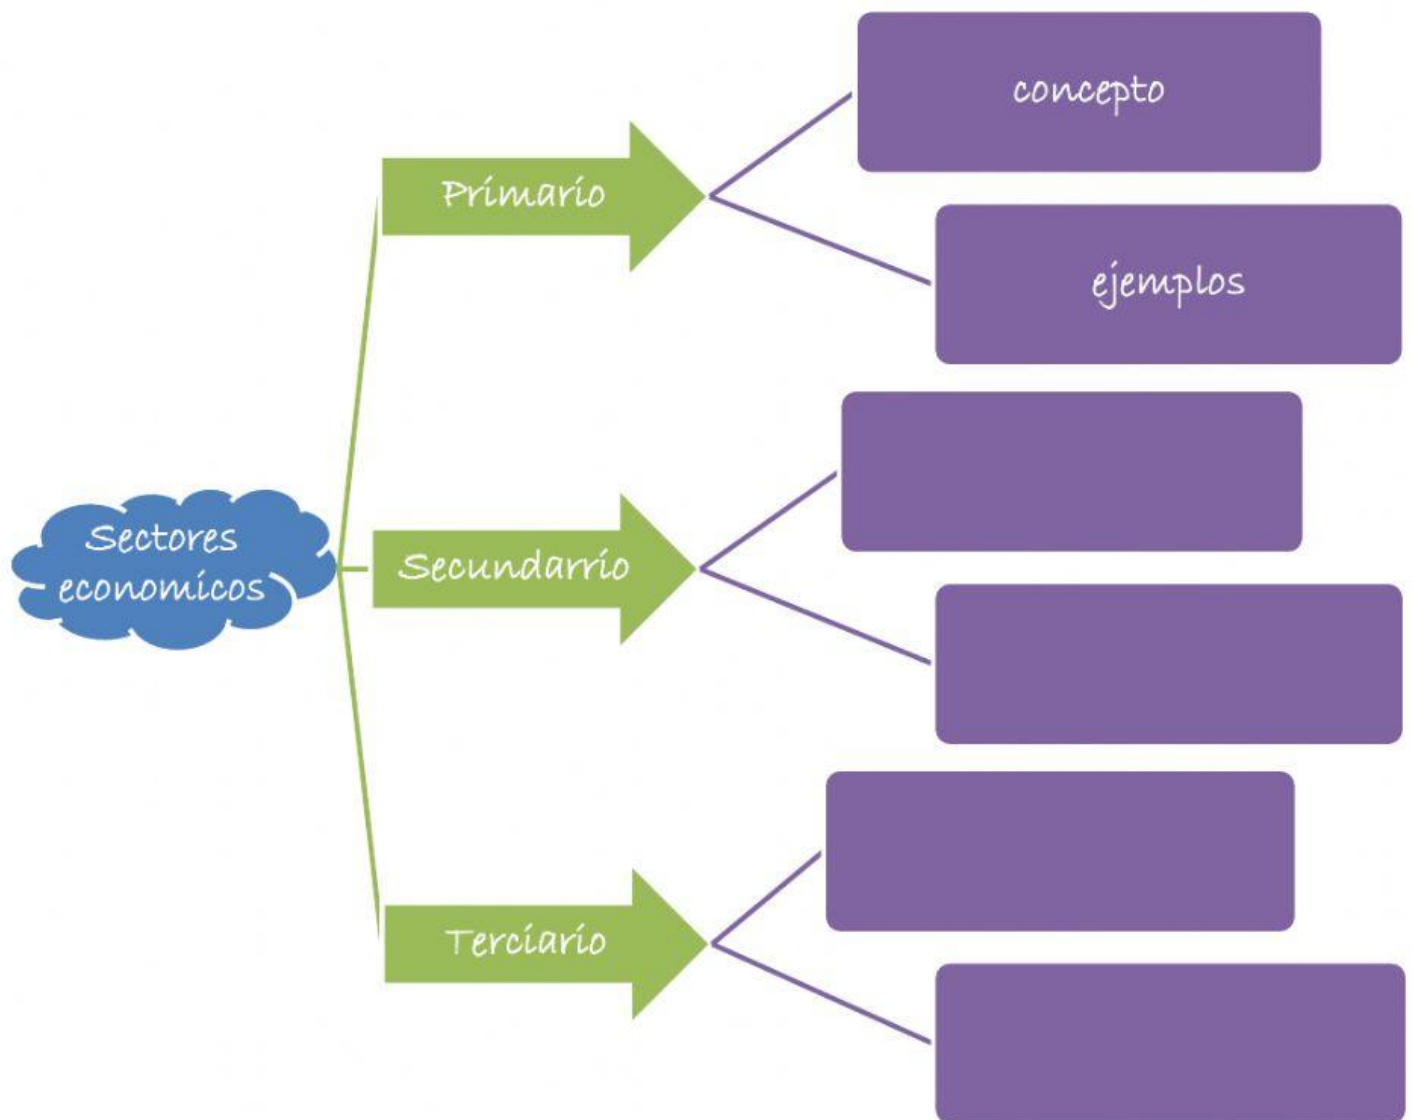 Sectores
economicos
Primario
concepto
ejemplos
Secundarrio
Terciario